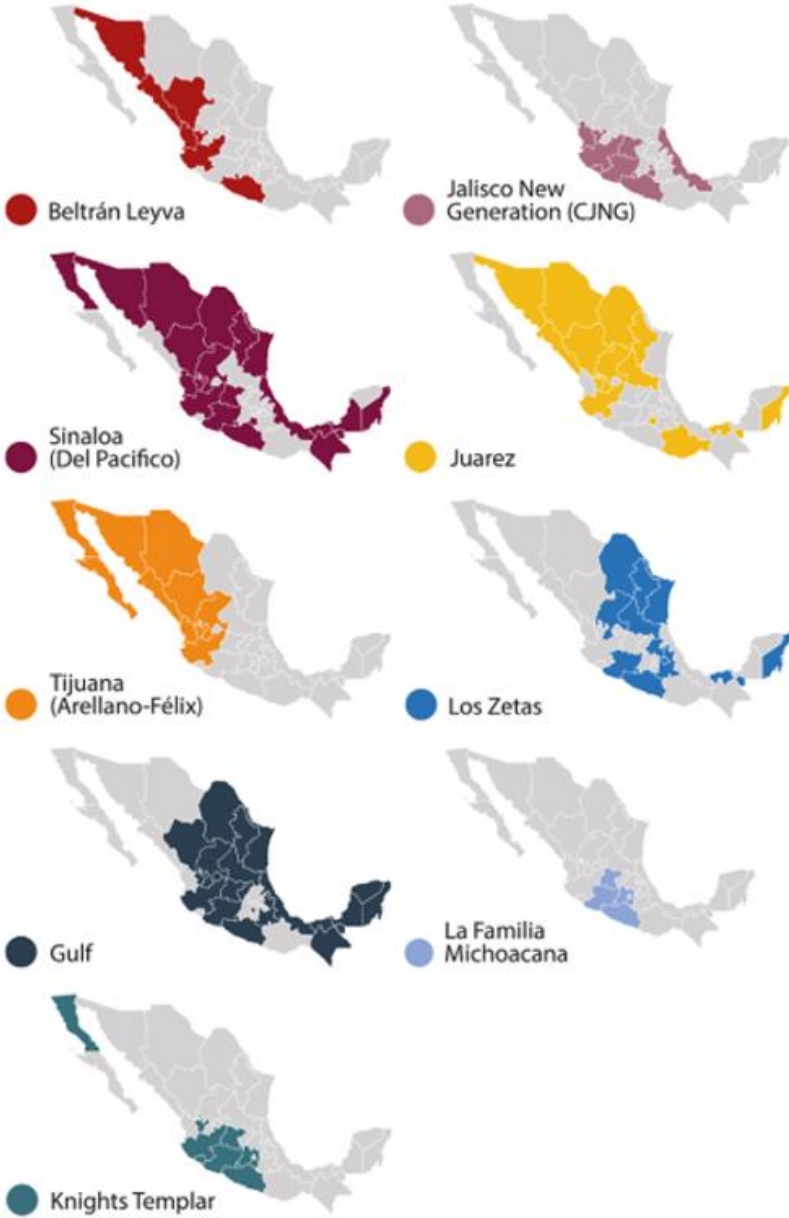 Beltrán Leyva
Jalisco New
Generation (CJNG)
Sinaloa
(Del Pacifico)
Juarez
Tijuana
(Arellano-Félix)
Los Zetas
Gulf
La Familia
Michoacana
Knights Templar